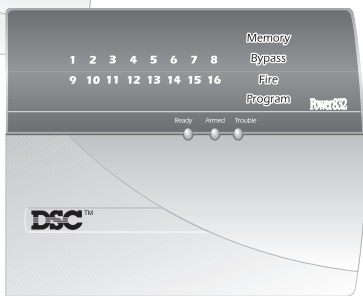 Memory
1 2 3 4 5 6 7 8 Bypass
9 10 11 12 13 14 15 16 Fire
Program Power832
Ready Armed Trouble
DSC™